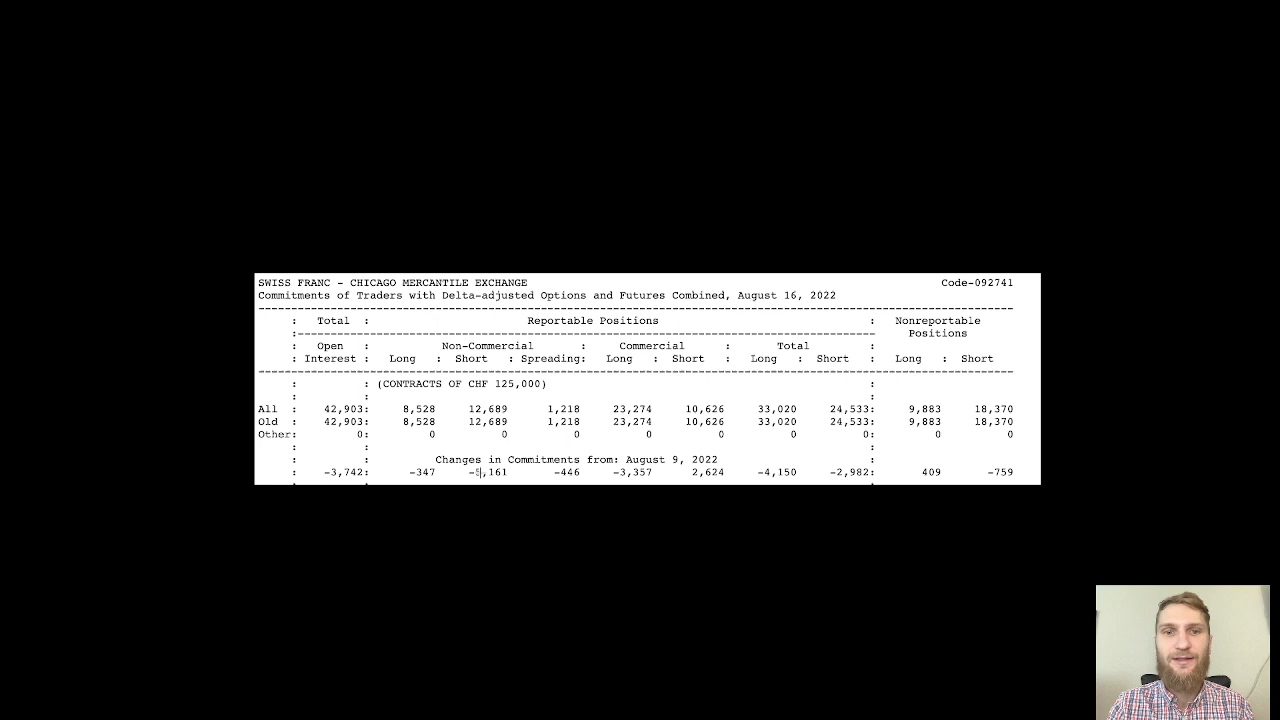 SWISS FRANC - CHICAGO MERCANTILE EXCHANGE Code-092741
Commitments of Traders with Delta-adjusted Options and Futures Combined, August 16, 2022
-----------------------------------------------------------------------------------------------------------------
: Total : Reportable Positions : Nonreportable
:-------------------------------------------------------------------------------------- Positions
: Open : Non-Commercial : Commercial : Total :
: Interest : Long : Short : Spreading: Long : Short : Long : Short : Long : Short
-----------------------------------------------------------------------------------------------------------------
: : (CONTRACTS OF CHF 125,000) :
: : :
All : 42,903: 8,528 12,689 1,218 23,274 10,626 33,020 24,533: 9,883 18,370
Old : 42,903: 8,528 12,689 1,218 23,274 10,626 33,020 24,533: 9,883 18,370
Other: 0: 0 0 0 0 0 0 0: 0 0
: : :
: : Changes in Commitments from: August 9, 2022 :
: -3,742: -347 -5,161 -446 -3,357 2,624 -4,150 -2,982: 409 -759